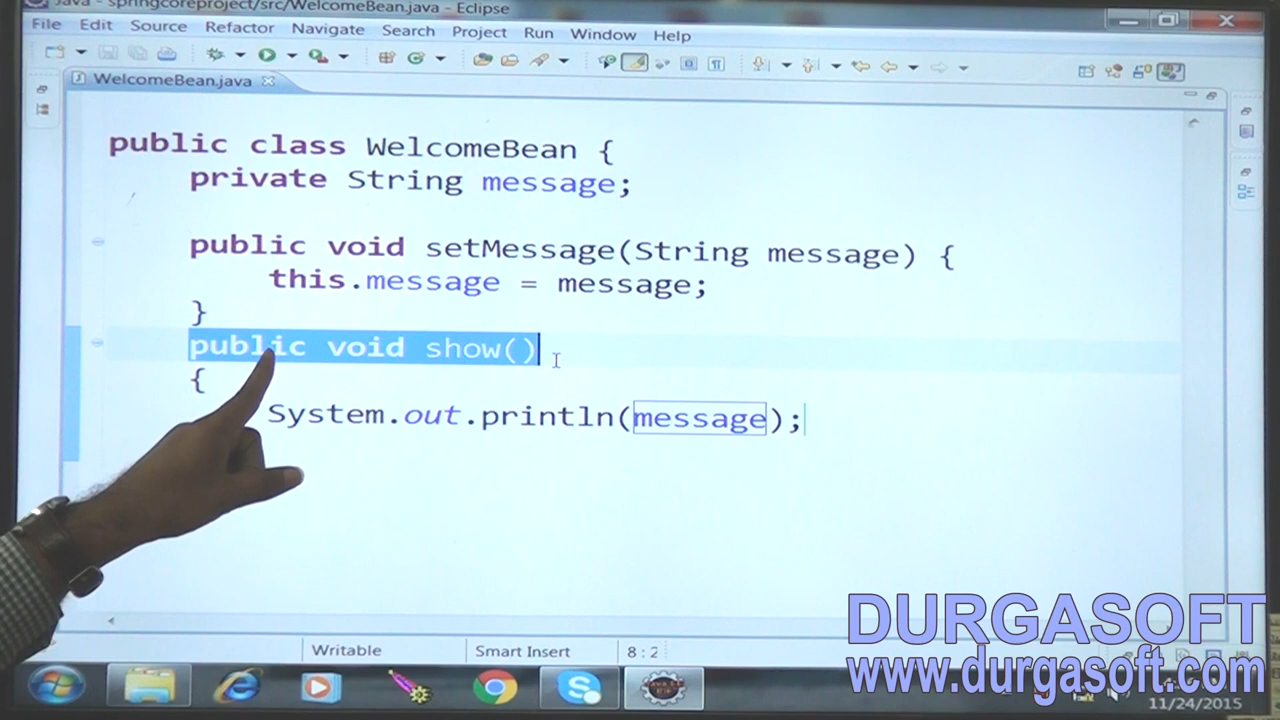 Java - springcoreproject/src/WelcomeBean.java - Eclipse
File Edit Source Refactor Navigate Search Project Run Window Help
WelcomeBean.java
public class WelcomeBean {
private String message;
public void setMessage(String message) {
this.message = message;
}
public void show()
{
System.out.println(message);
Writable Smart Insert 8 : 2
DURGASOFT
www.durgasoft.com
11/24/2015